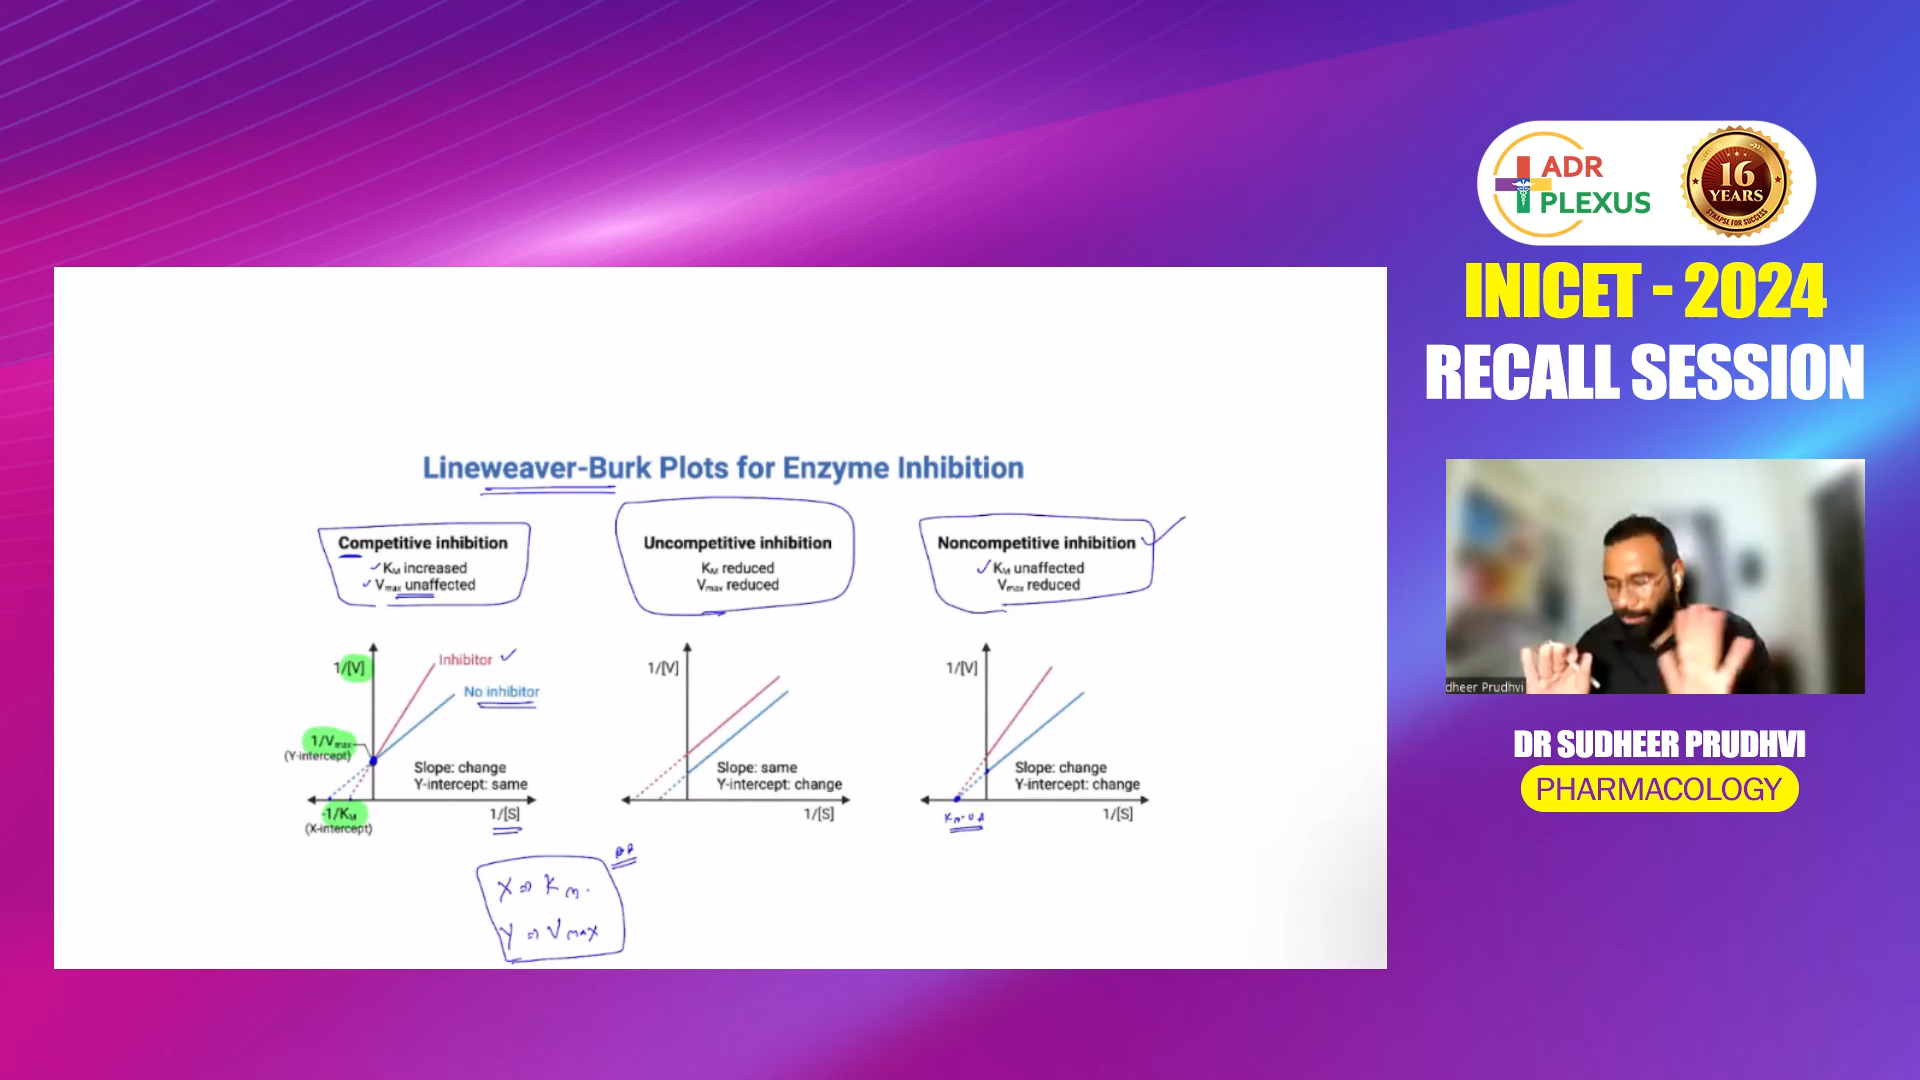 ADR
PLEXUS
16
YEARS
SYNAPSE FOR SUCCESS
INICET - 2024
RECALL SESSION
Lineweaver-Burk Plots for Enzyme Inhibition
Competitive inhibition
KM increased
Vmax unaffected
Uncompetitive inhibition
KM reduced
Vmax reduced
Noncompetitive inhibition
KM unaffected
Vmax reduced
1/[V]
Inhibitor
No inhibitor
1/Vmax
(Y-intercept)
Slope: change
Y-intercept: same
-1/KM
(X-intercept)
1/[S]
1/[V]
Slope: same
Y-intercept: change
1/[S]
1/[V]
Slope: change
Y-intercept: change
1/[S]
X ⇒ Km.
Y ⇒ Vmax
dheer Prudhvi
DR SUDHEER PRUDHVI
PHARMACOLOGY